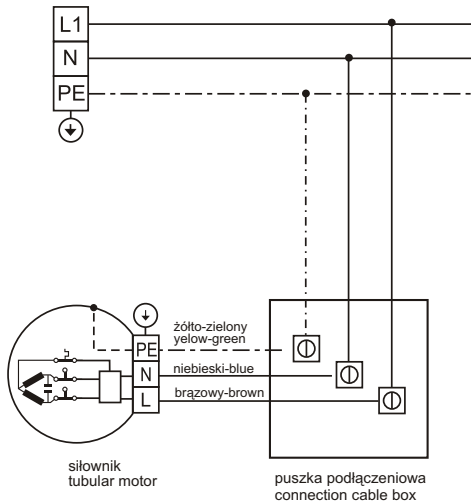 L1
N
PE
żółto-zielony
yelow-green
PE
N
niebieski-blue
L
brązowy-brown
siłownik
tubular motor
puszka podłączeniowa
connection cable box